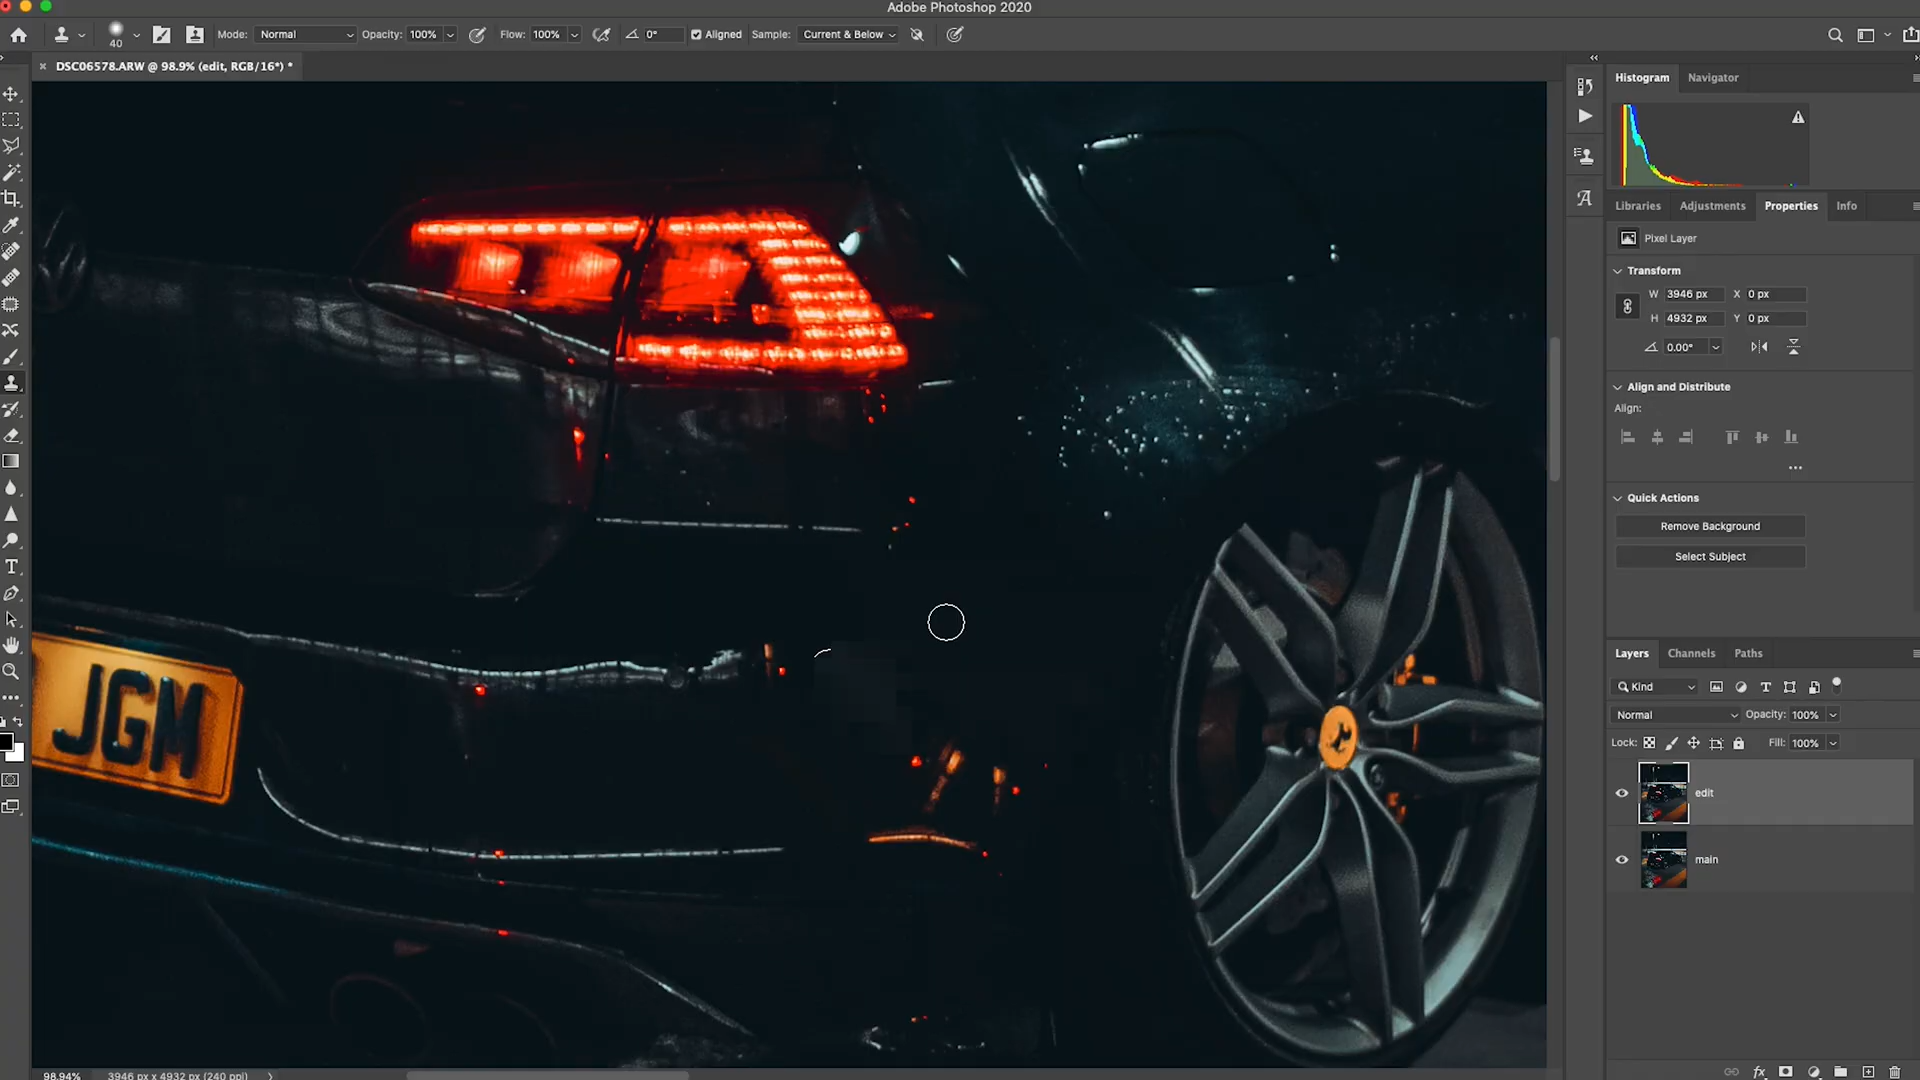 Adobe Photoshop 2020
40
Mode: Normal
Opacity: 100%
Flow: 100%
0°
Aligned
Sample: Current & Below
× DSC06578.ARW @ 98.9% (edit, RGB/16*) *
Histogram Navigator
Libraries Adjustments Properties Info
Pixel Layer
Transform
W 3946 px X 0 px
H 4932 px Y 0 px
0.00°
Align and Distribute
Align:
Quick Actions
Remove Background
Select Subject
JGM
Layers Channels Paths
Kind
Normal Opacity: 100%
Lock: Fill: 100%
edit
main
98.94% 3946 px x 4932 px (240 ppi)